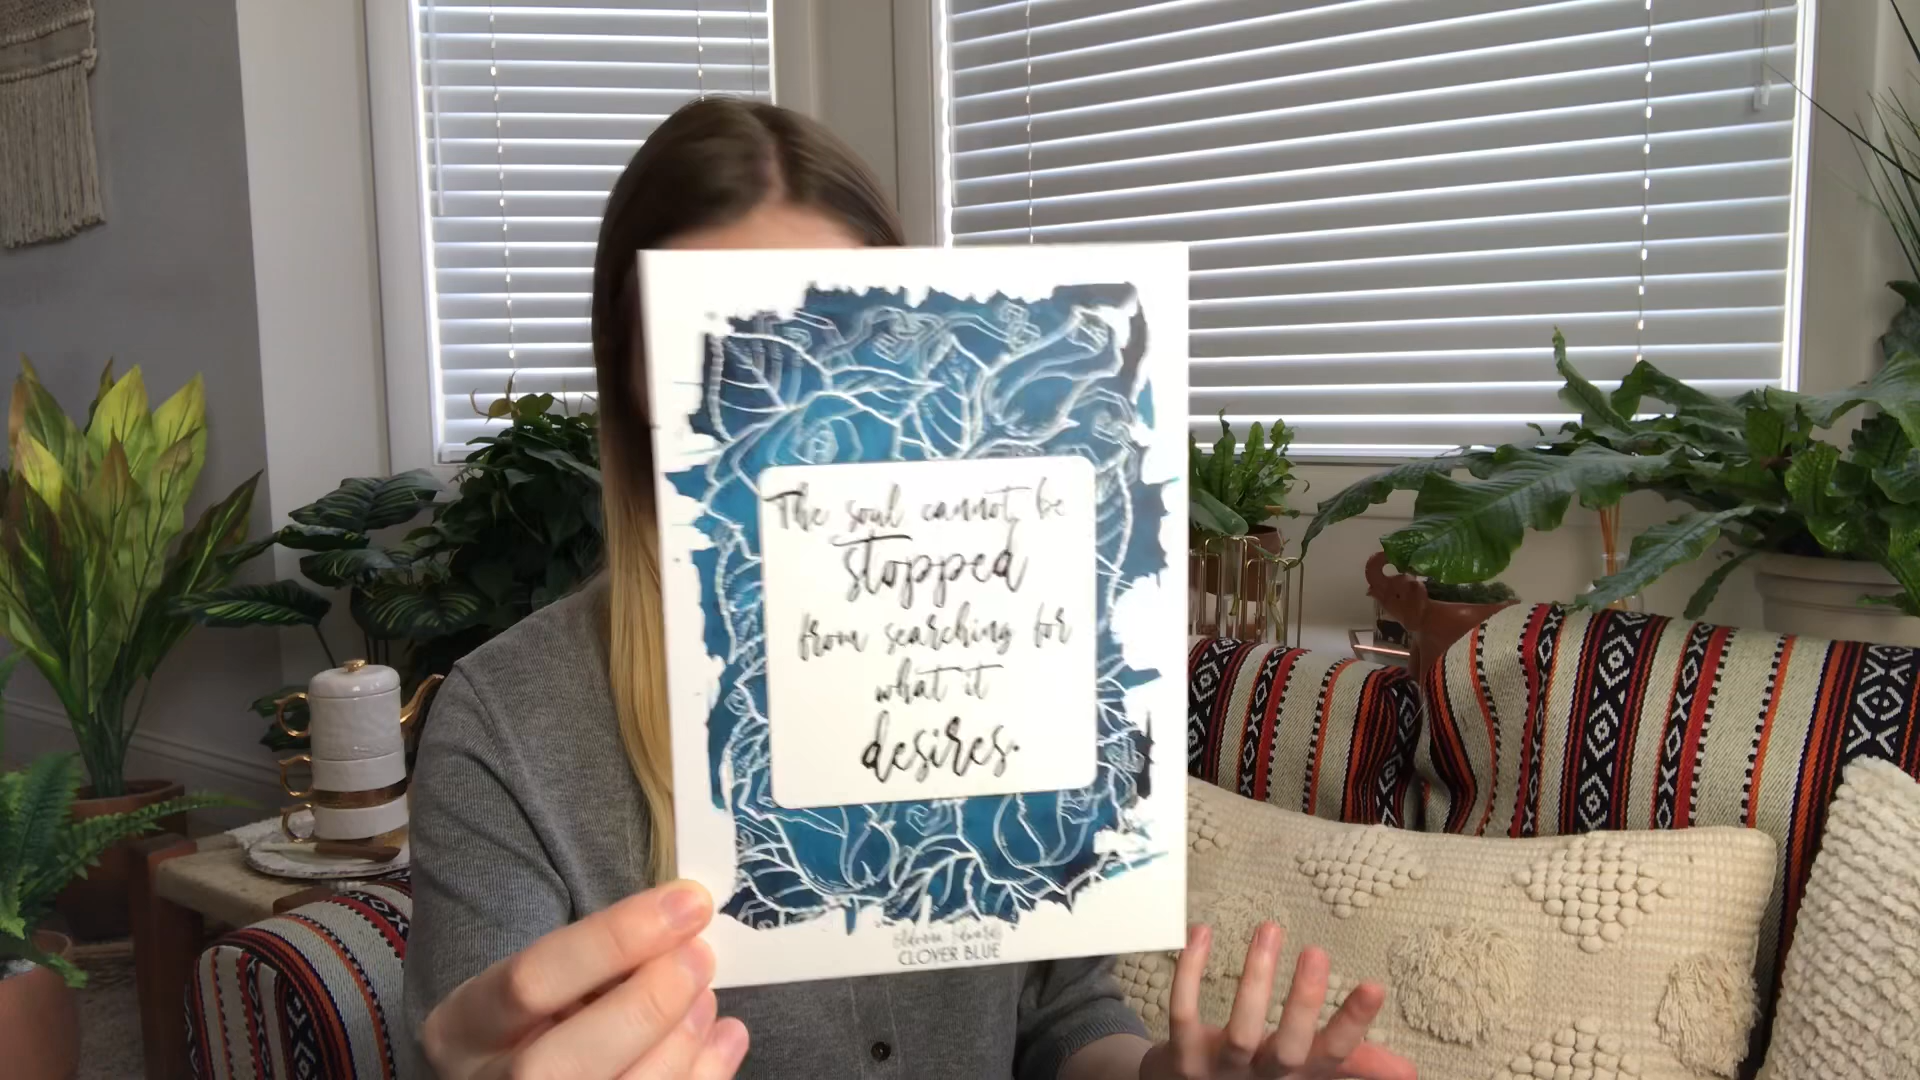 The soul cannot be
stopped
from searching for
what it
desires.
CLOVER BLUE